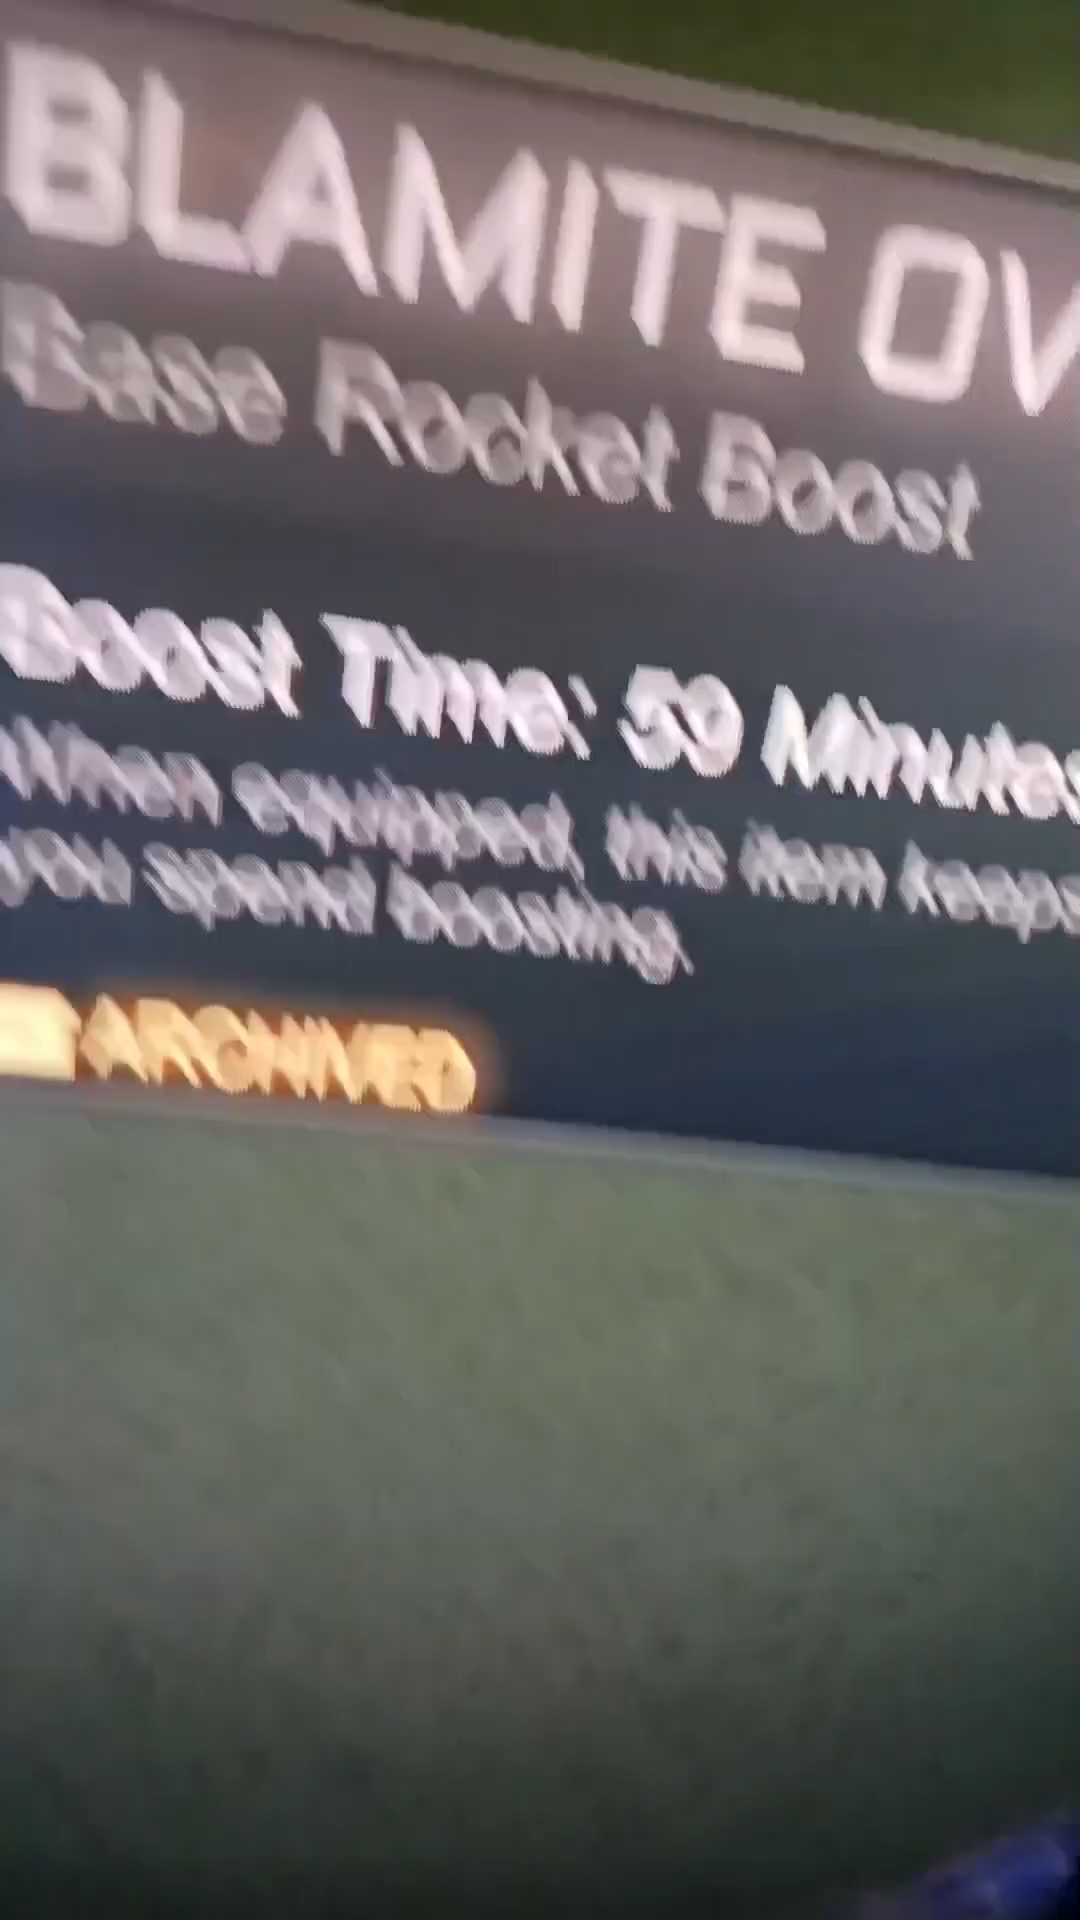 BLAMITE OV
Base Rocket Boost
Boost Time: 59 Minutes
When equipped, this item keeps
you spend boosting.
ARCHIVED